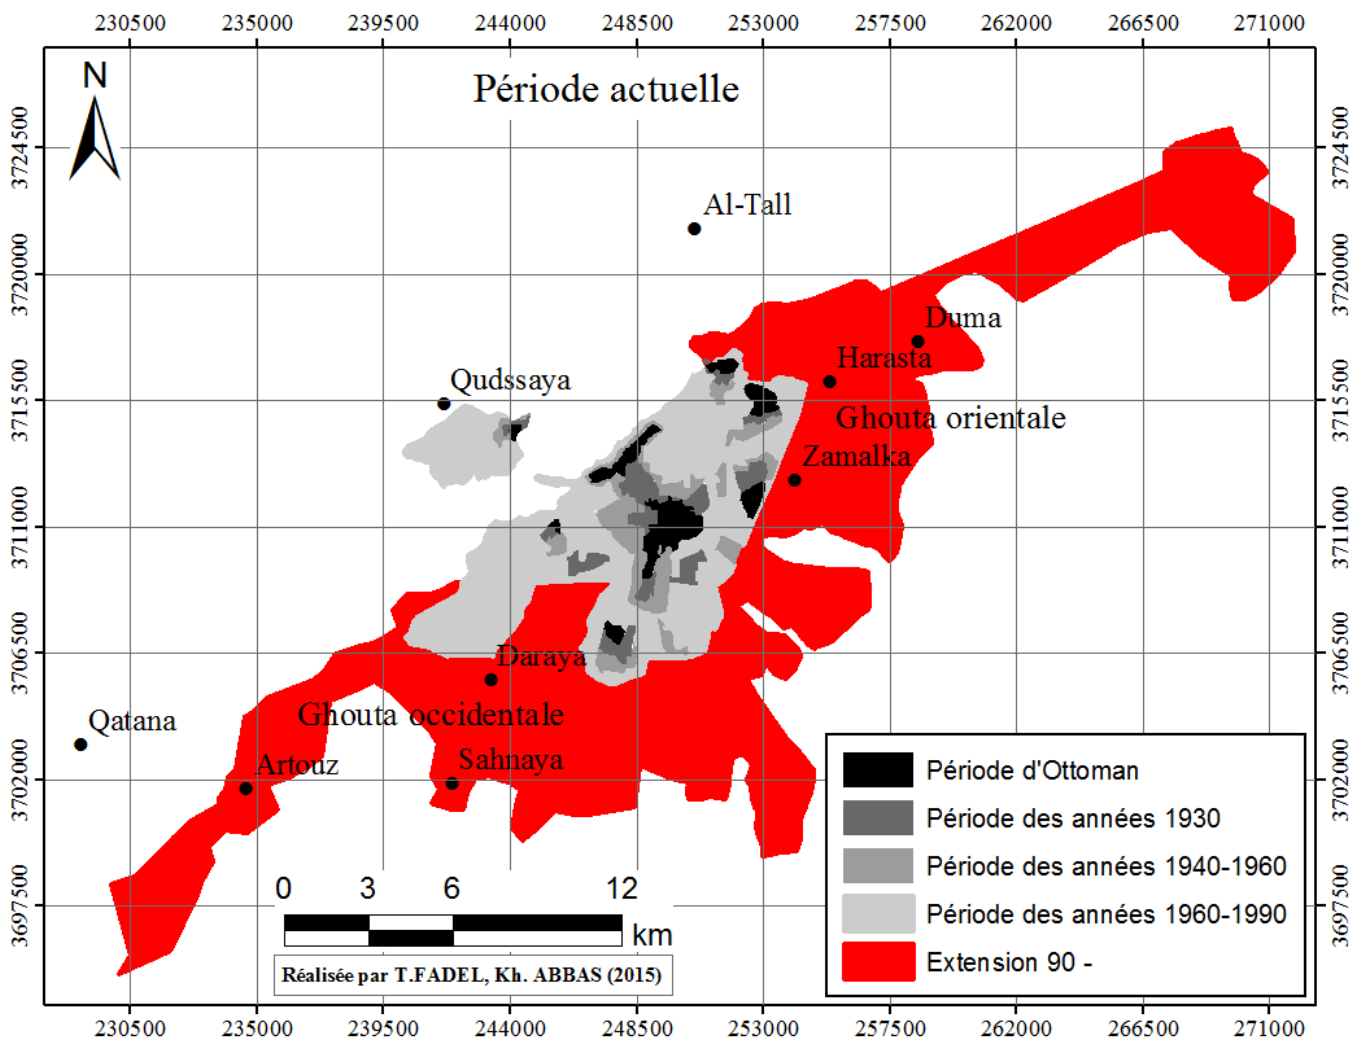 230500 235000 239500 244000 248500 253000 257500 262000 266500 271000
N
Période actuelle
3724500 3724500
Al-Tall
3720000 3720000
Duma
Harasta
Qudssaya
3715500 3715500
Ghouta orientale
Zamalka
3711000 3711000
3706500 3706500
Daraya
Ghouta occidentale
Qatana
Artouz
Sahnaya
3702000 3702000
Période d'Ottoman
Période des années 1930
Période des années 1940-1960
Période des années 1960-1990
Extension 90 -
3697500 3697500
0 3 6 12
km
Réalisée par T.FADEL, Kh. ABBAS (2015)
230500 235000 239500 244000 248500 253000 257500 262000 266500 271000